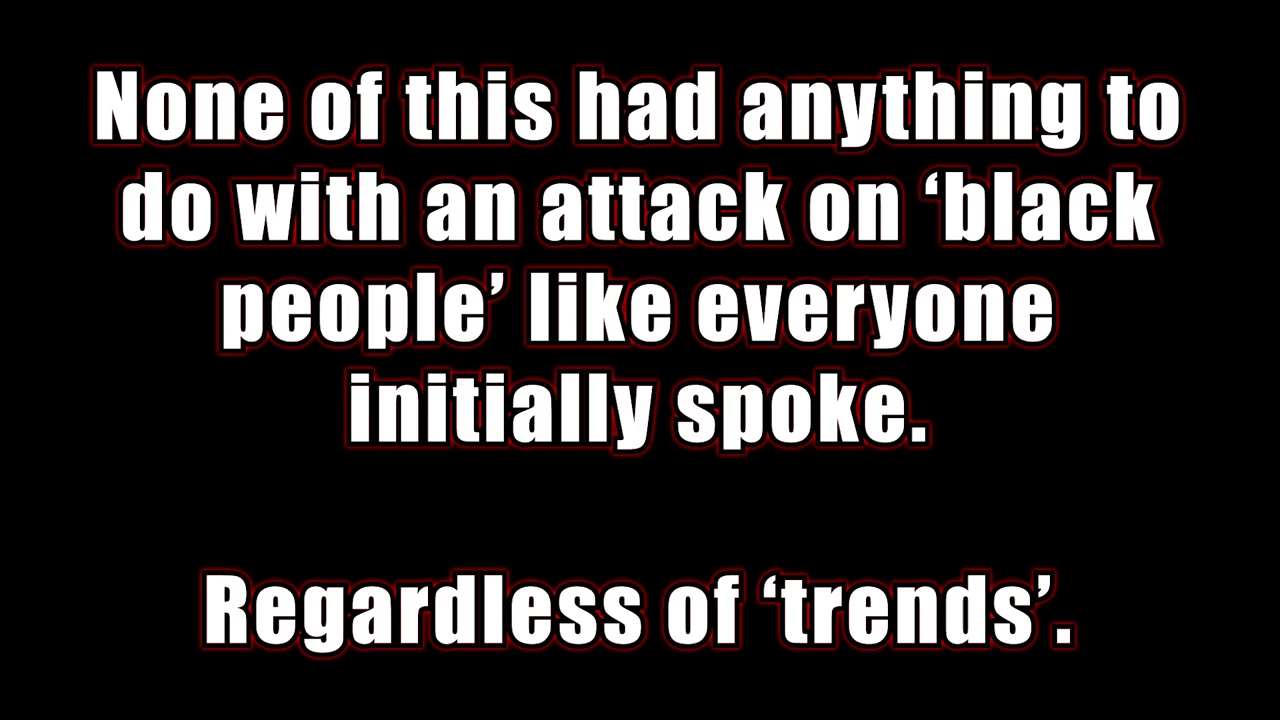 None of this had anything to
do with an attack on ‘black
people’ like everyone
initially spoke.
Regardless of ‘trends’.